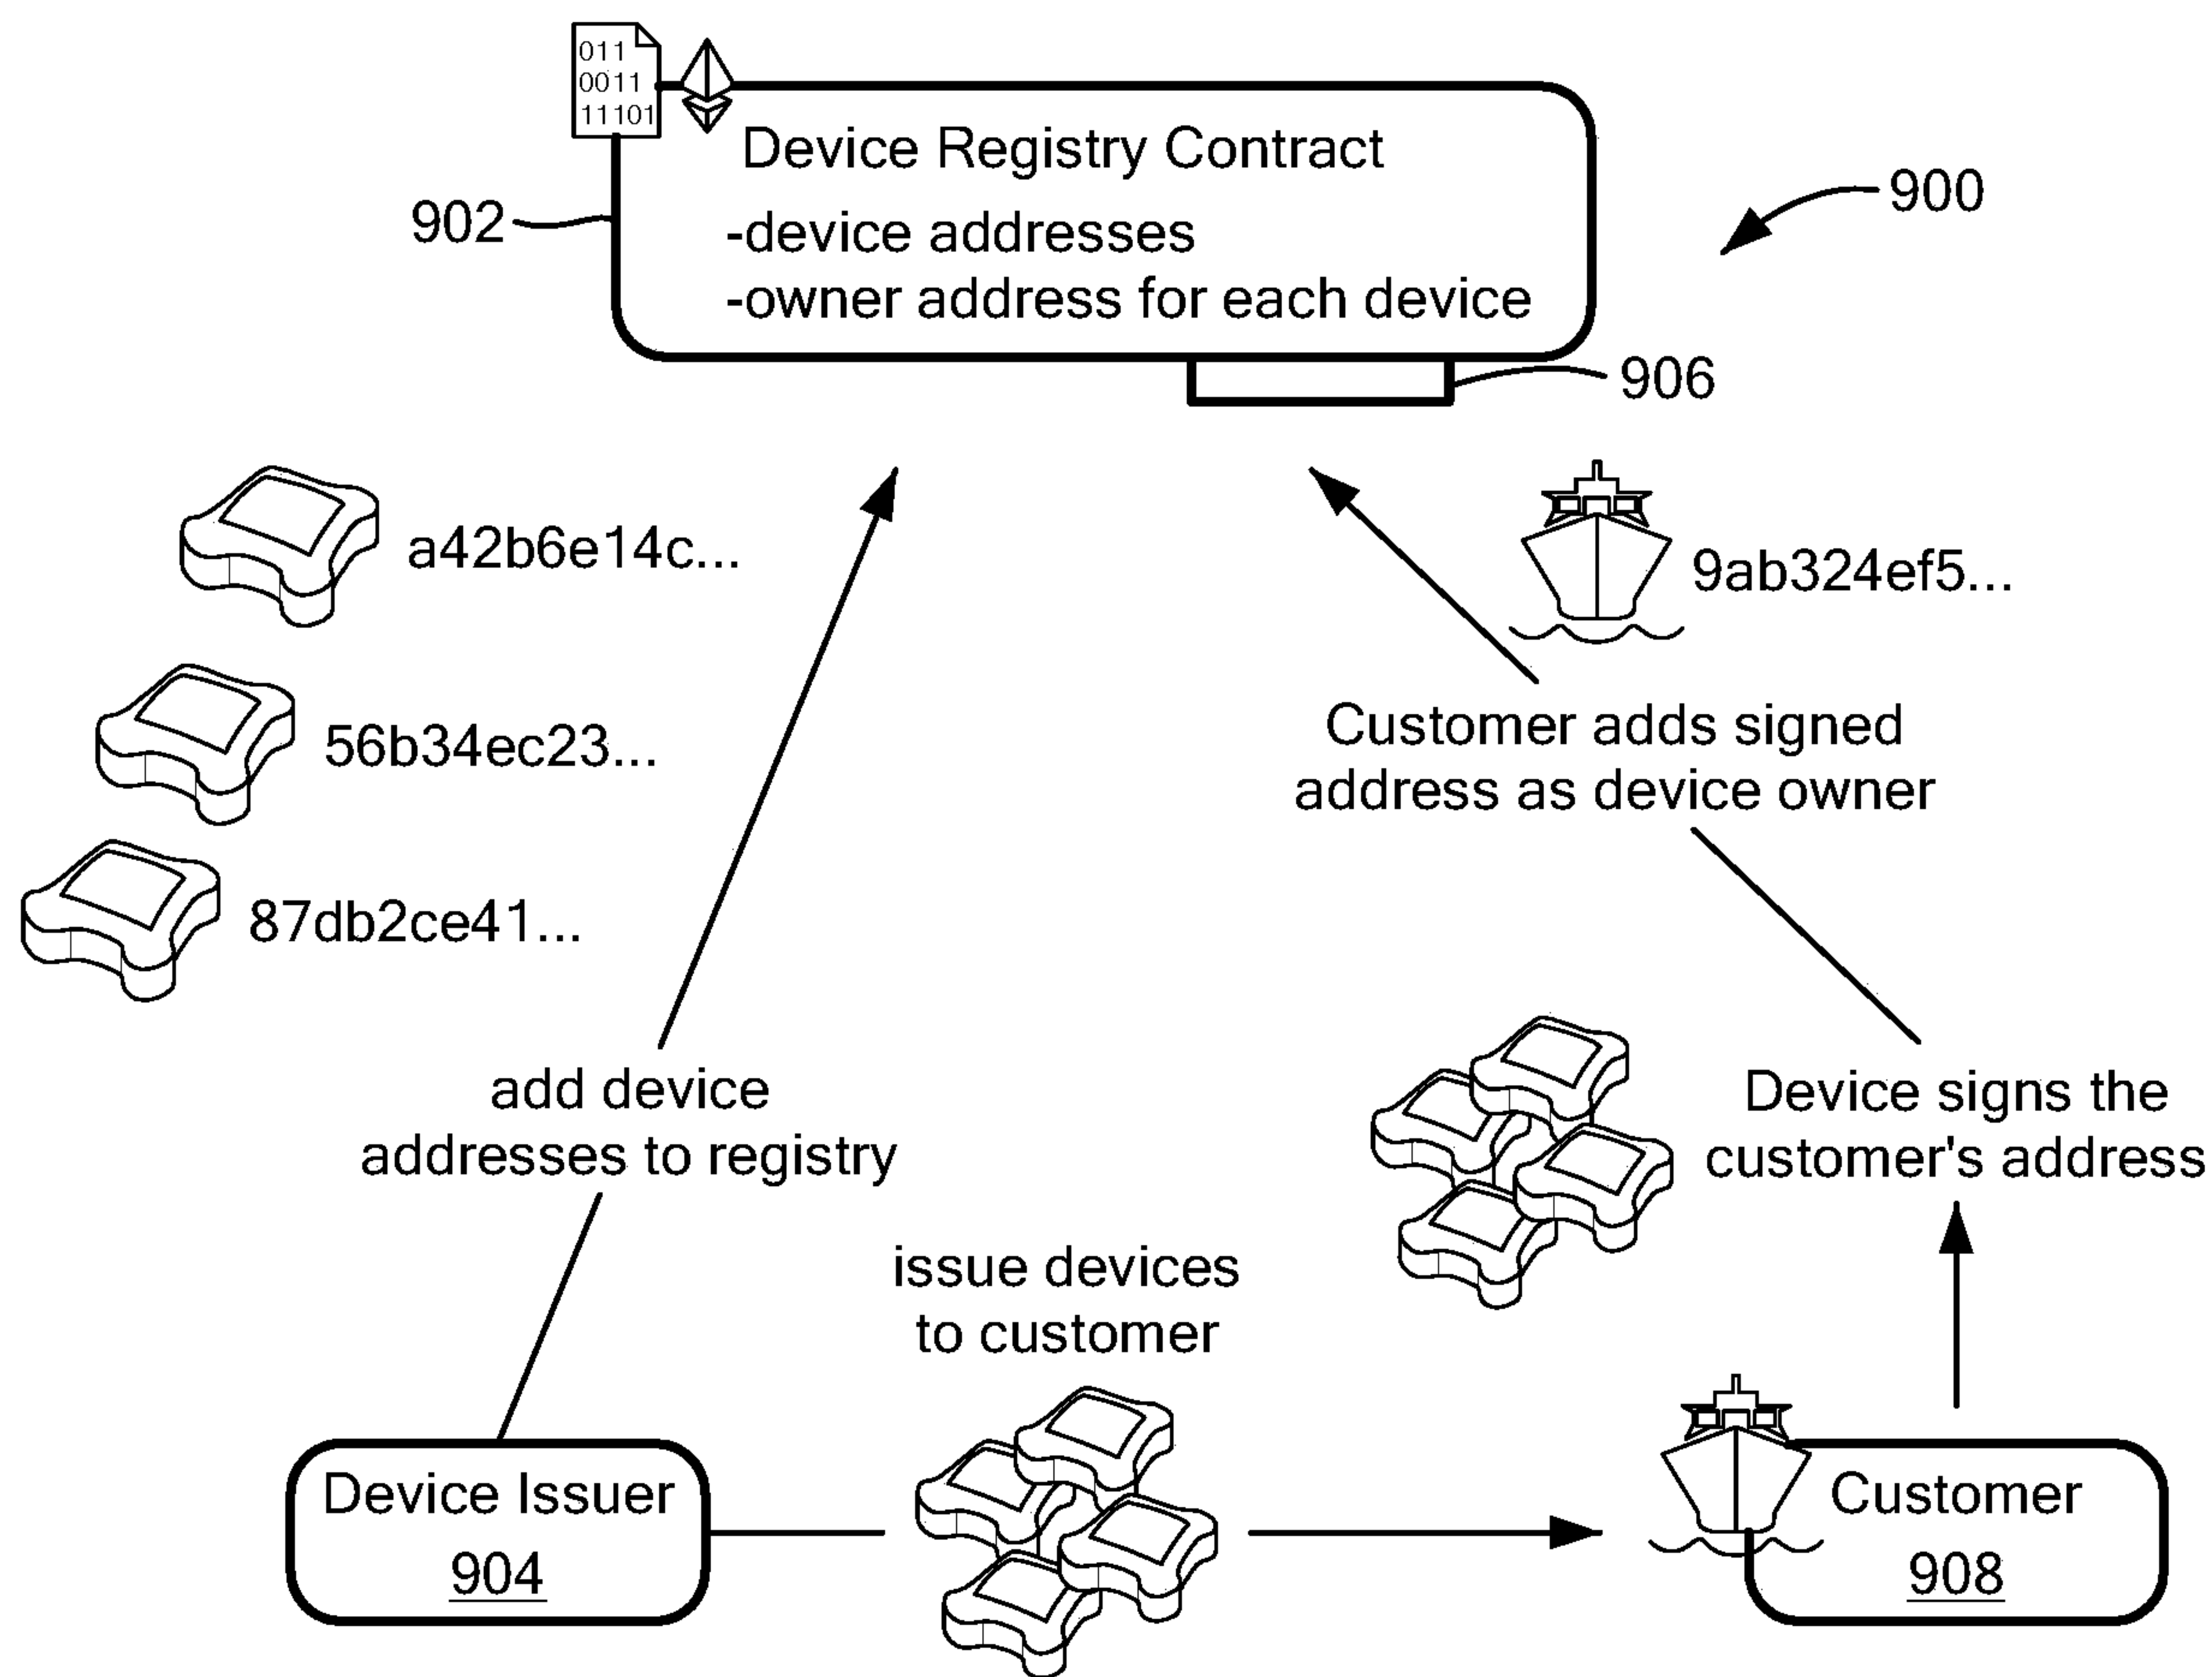 011
0011
11101
Device Registry Contract
-device addresses
-owner address for each device
902
900
906
a42b6e14c...
56b34ec23...
87db2ce41...
9ab324ef5...
Customer adds signed
address as device owner
add device
addresses to registry
Device signs the
customer's address
issue devices
to customer
Device Issuer
904
Customer
908